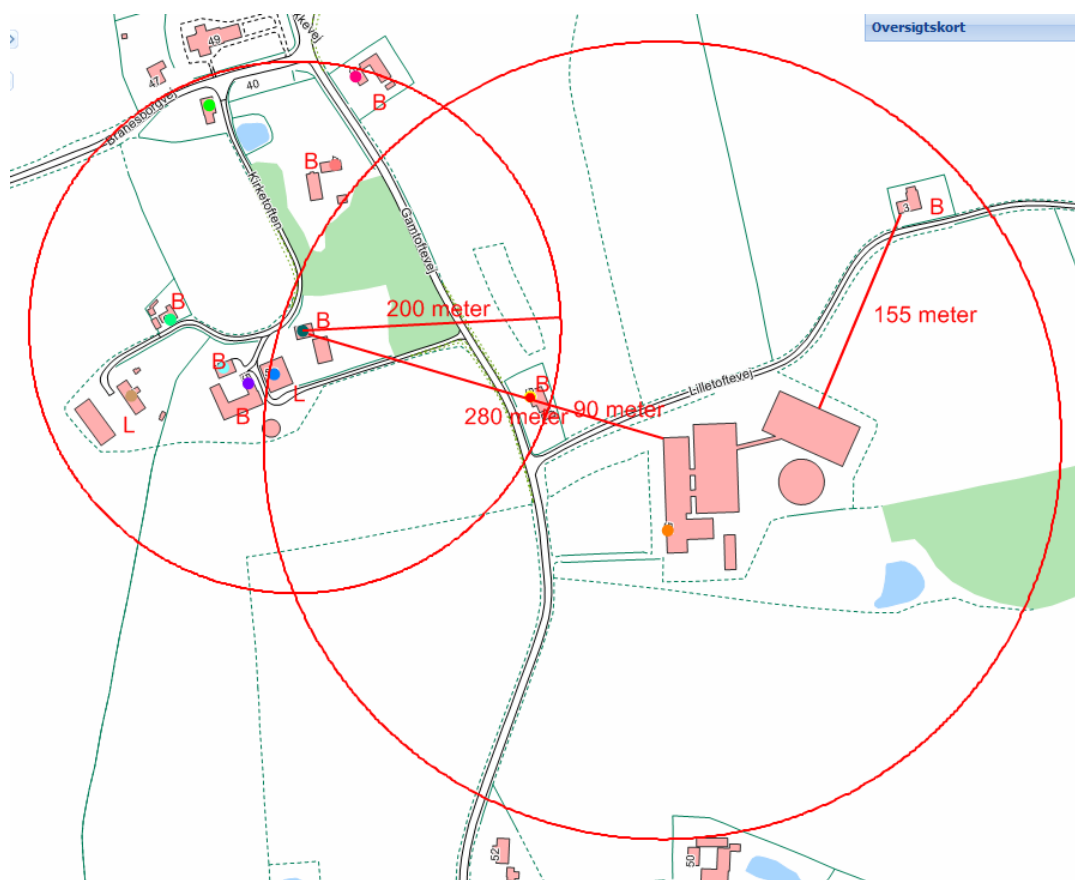 Oversigtskort
49
kkevej
47
40
B
Brahesborgvej
B
Kirketoften
3
B
Gamtoftevej
B
B
200 meter
155 meter
B
B
Lilletoftevej
L
280 meter
90 meter
L
B
52
50